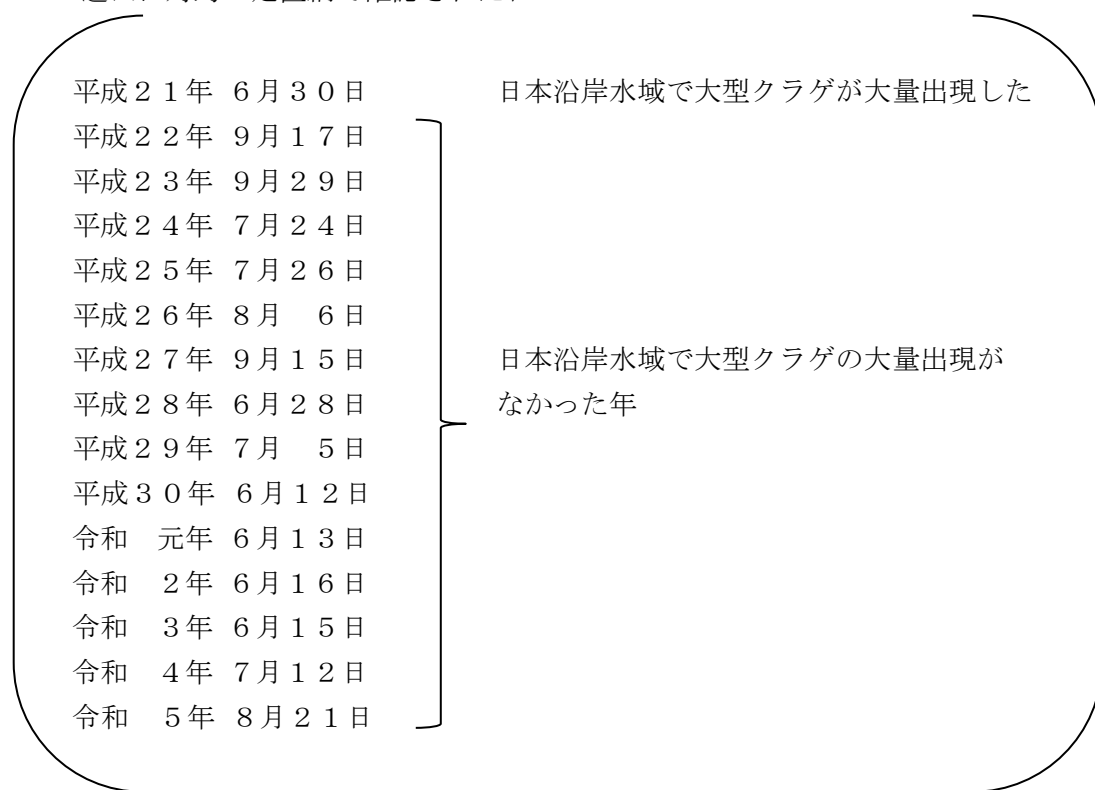 平成２１年 ６月３０日　日本沿岸水域で大型クラゲが大量出現した
平成２２年 ９月１７日
平成２３年 ９月２９日
平成２４年 ７月２４日
平成２５年 ７月２６日
平成２６年 ８月　６日
平成２７年 ９月１５日　日本沿岸水域で大型クラゲの大量出現が
平成２８年 ６月２８日　なかった年
平成２９年 ７月　５日
平成３０年 ６月１２日
令和　元年 ６月１３日
令和　２年 ６月１６日
令和　３年 ６月１５日
令和　４年 ７月１２日
令和　５年 ８月２１日